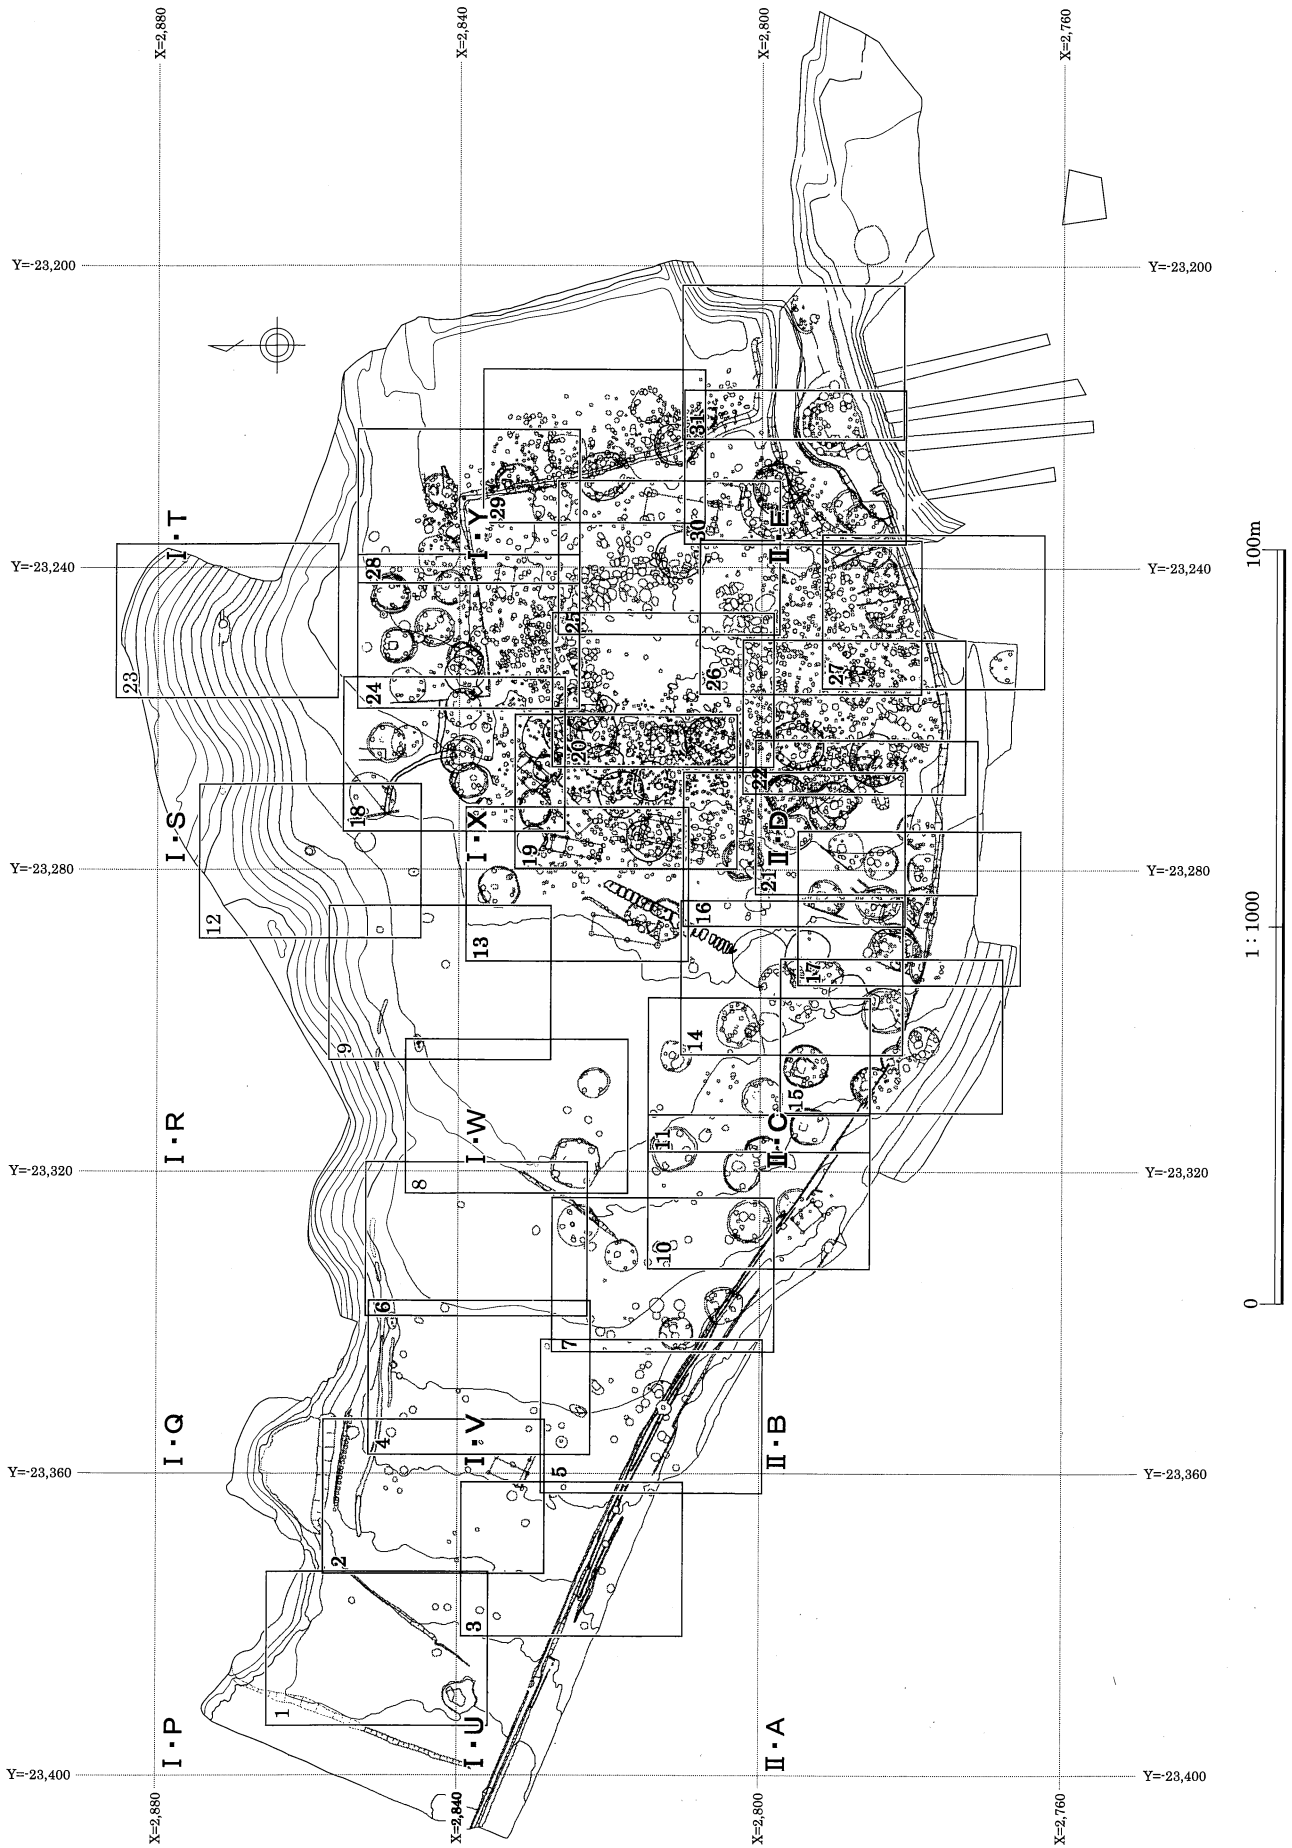 X=2,880
X=2,840
X=2,800
X=2,760
Y=-23,200
Y=-23,200
I・T
23
I・Y
29
31
30
II・E
28
Y=-23,240
Y=-23,240
100m
25
24
26
27
20
22
18
I・S
I・X
19
II・D
21
Y=-23,280
Y=-23,280
12
13
16
17
1:1000
9
14
15
I・R
I・W
11
II・C
8
Y=-23,320
Y=-23,320
10
6
7
0
I・Q
4
I・V
5
II・B
Y=-23,360
Y=-23,360
2
3
1
I・P
I・U
II・A
Y=-23,400
Y=-23,400
X=2,880
X=2,840
X=2,800
X=2,760